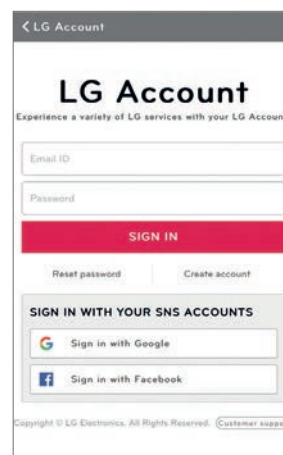 LG Account
LG Account
Experience a variety of LG services with your LG Accoun
Email ID
Password
SIGN IN
Reset password
Create account
SIGN IN WITH YOUR SNS ACCOUNTS
Sign in with Google
Sign in with Facebook
Copyright © LG Electronics. All Rights Reserved. Customer suppo